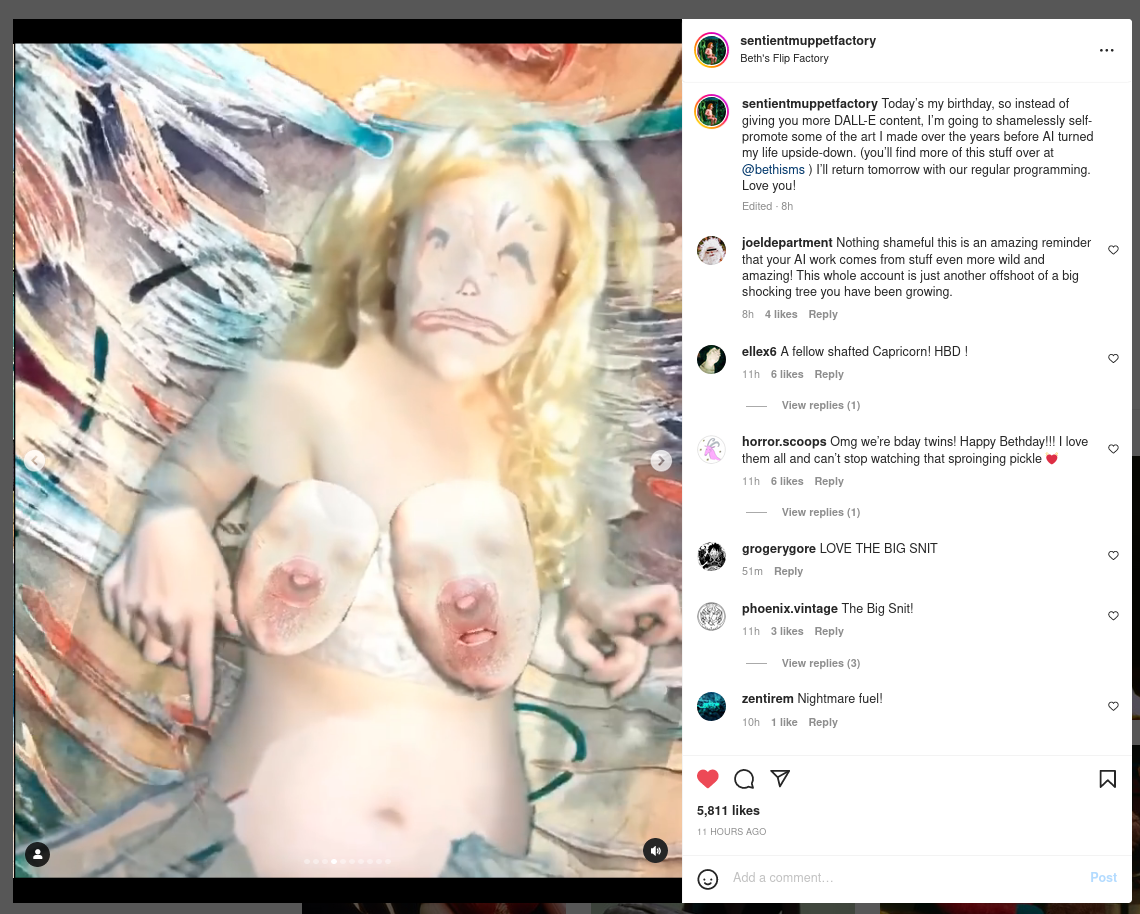 sentientmuppetfactory
Beth's Flip Factory
sentientmuppetfactory Today's my birthday, so instead of
giving you more DALL-E content, I'm going to shamelessly self-
promote some of the art I made over the years before AI turned
my life upside-down. (you'll find more of this stuff over at
@bethisms ) I'll return tomorrow with our regular programming.
Love you!
Edited · 8h
joeldepartment Nothing shameful this is an amazing reminder
that your AI work comes from stuff even more wild and
amazing! This whole account is just another offshoot of a big
shocking tree you have been growing.
8h 4 likes Reply
ellex6 A fellow shafted Capricorn! HBD !
11h 6 likes Reply
View replies (1)
horror.scoops Omg we're bday twins! Happy Bethday!!! I love
them all and can't stop watching that sproinging pickle ❤️
11h 6 likes Reply
View replies (1)
grogerygore LOVE THE BIG SNIT
51m Reply
phoenix.vintage The Big Snit!
11h 3 likes Reply
View replies (3)
zentirem Nightmare fuel!
10h 1 like Reply
5,811 likes
11 HOURS AGO
Add a comment… Post